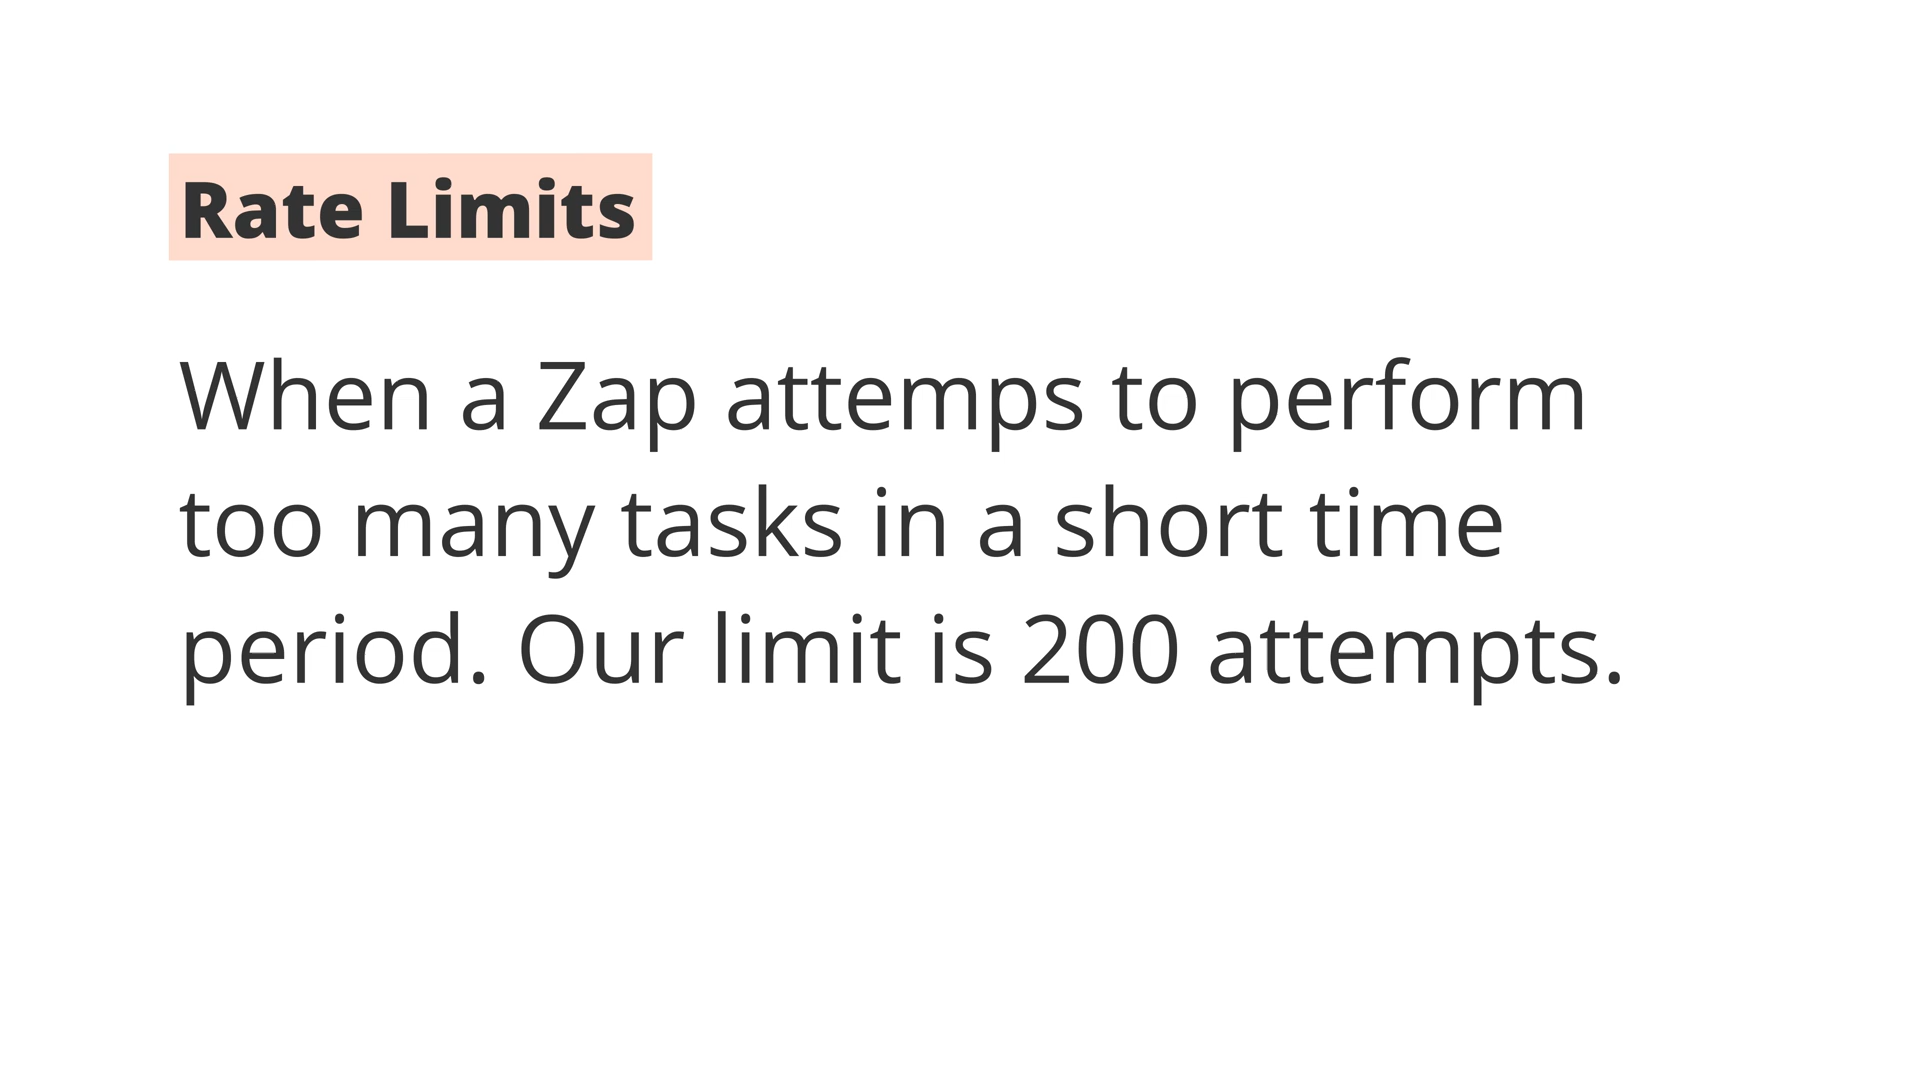 Rate Limits
When a Zap attemps to perform
too many tasks in a short time
period. Our limit is 200 attempts.